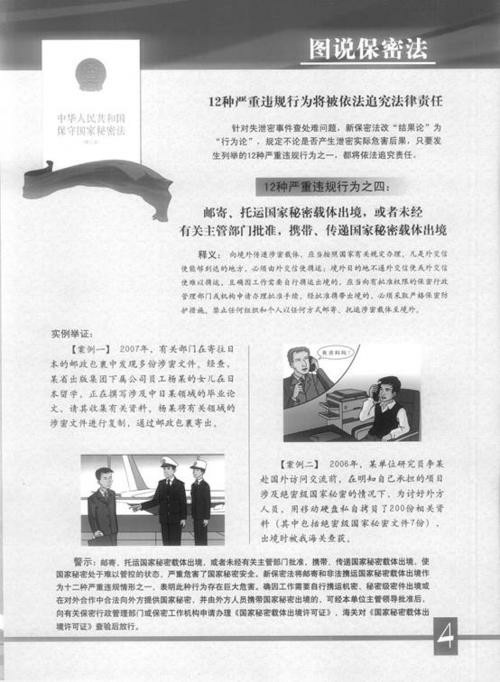 图说保密法
中华人民共和国
保守国家秘密法
12种严重违规行为将被依法追究法律责任
针对失泄密事件查处难问题，新保密法改“结果论”为
“行为论”，规定不论是否产生泄密实际危害后果，只要发
生列举的12种严重违规行为之一，都将依法追究责任。
12种严重违规行为之四：
邮寄、托运国家秘密载体出境，或者未经
有关主管部门批准，携带、传递国家秘密载体出境
释义： 向境外传递涉密载体，应当按照国家有关规定办理，凡是外交信
使能够到达的地方，必须由外交信使携运；境外目的地不通外交信使或外交信
使难以携运，且确因工作需要自行携运出境的，应当向有批准权限的保密行政
管理部门或机构申请办理批准手续，经批准携带出境的，必须采取严格保密防
护措施。禁止任何组织和个人以任何方式邮寄、托运涉密载体至境外。
实例举证：
【案例一】 2007年，有关部门在寄往日
本的邮政包裹中发现多份涉密文件。经查，
某省出版集团下属公司员工杨某的女儿在日
本留学，正在撰写涉及中日某领域的毕业论
文，请其收集有关资料，杨某将有关领域的
涉密文件进行复制，通过邮政包裹寄出。
【案例二】 2006年，某单位研究员李某
赴国外访问交流前，在明知自己承担的项目
涉及绝密级国家秘密的情况下，为讨好外方
人员，用移动硬盘私自拷贝了200份相关资
料（其中包括绝密级国家秘密文件7份），
出境时被我海关查获。
警示：邮寄、托运国家秘密载体出境，或者未经有关主管部门批准，携带、传递国家秘密载体出境，使
国家秘密处于难以管控的状态，严重危害了国家秘密安全。新保密法将邮寄和非法携运国家秘密载体出境作
为十二种严重违规情形之一，表明此种行为存在巨大危害。确因工作需要自行携运机密、秘密级密件出境或
在对外合作中合法向外方提供国家秘密，并由外方人员携带国家秘密出境的，可经本单位主管领导批准后，
向有关保密行政管理部门或保密工作机构申请办理《国家秘密载体出境许可证》，海关对《国家秘密载体出
境许可证》查验后放行。
4